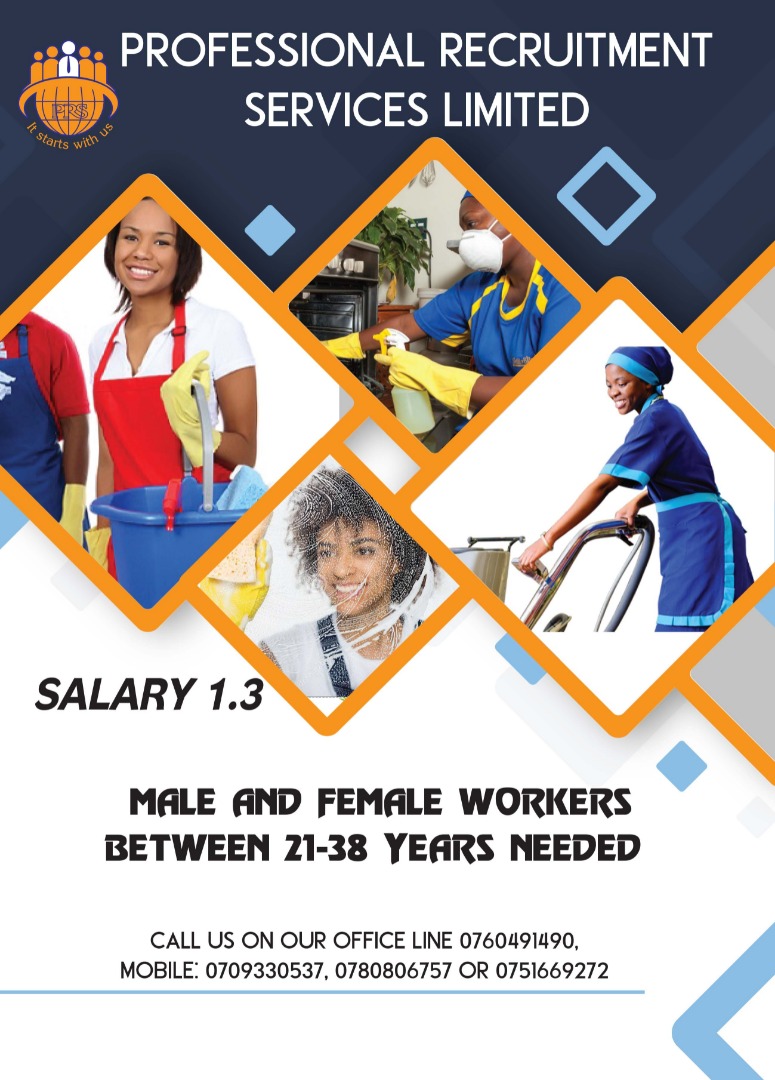 PROFESSIONAL RECRUITMENT
SERVICES LIMITED
PRS
It starts with us
SALARY 1.3
MALE AND FEMALE WORKERS
BETWEEN 21-38 YEARS NEEDED
CALL US ON OUR OFFICE LINE 0760491490,
MOBILE: 0709330537, 0780806757 OR 0751669272